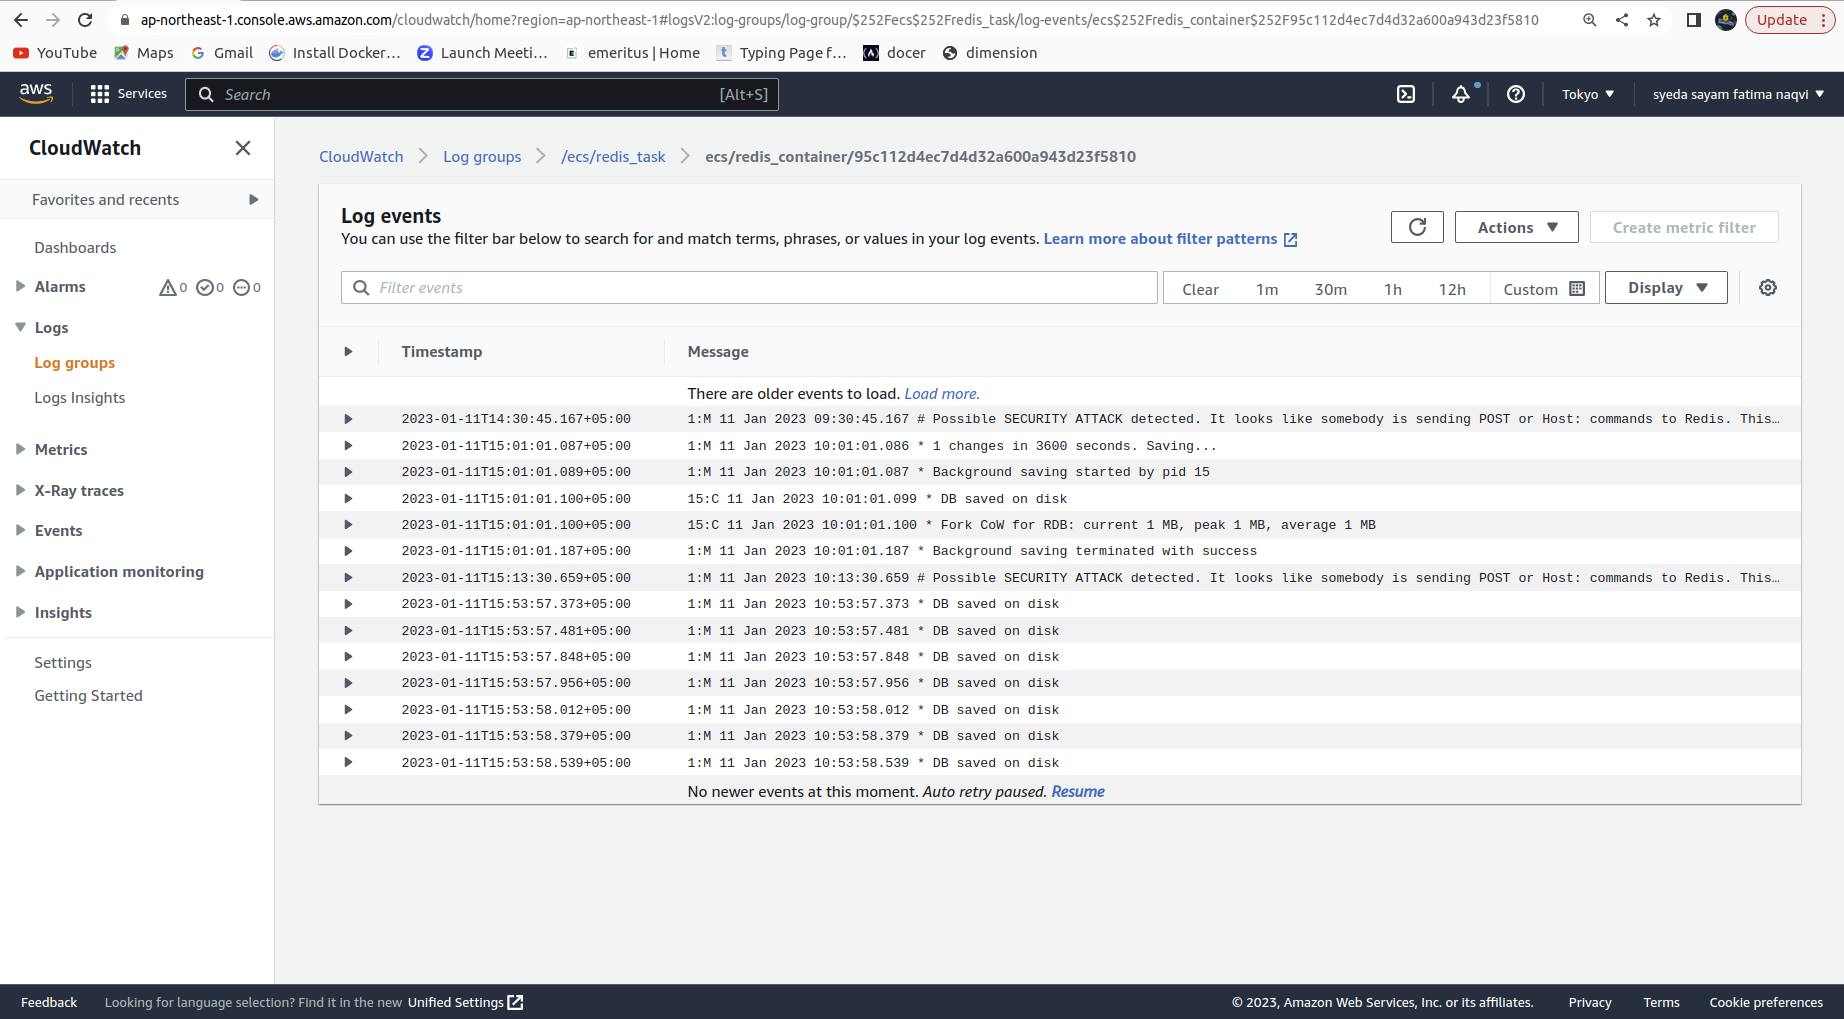 ap-northeast-1.console.aws.amazon.com/cloudwatch/home?region=ap-northeast-1#logsV2:log-groups/log-group/$252Fecs$252Fredis_task/log-events/ecs$252Fredis_container$252F95c112d4ec7d4d32a600a943d23f5810 Update
YouTube Maps Gmail Install Docker... Launch Meeti... emeritus | Home Typing Page f... docer dimension
aws Services Search [Alt+S] Tokyo syeda sayam fatima naqvi
CloudWatch
Favorites and recents
Dashboards
Alarms 0 0 0
Logs
Log groups
Logs Insights
Metrics
X-Ray traces
Events
Application monitoring
Insights
Settings
Getting Started
CloudWatch Log groups /ecs/redis_task ecs/redis_container/95c112d4ec7d4d32a600a943d23f5810
Log events
You can use the filter bar below to search for and match terms, phrases, or values in your log events. Learn more about filter patterns
Actions Create metric filter
Filter events Clear 1m 30m 1h 12h Custom Display
Timestamp Message
There are older events to load. Load more.
2023-01-11T14:30:45.167+05:00 1:M 11 Jan 2023 09:30:45.167 # Possible SECURITY ATTACK detected. It looks like somebody is sending POST or Host: commands to Redis. This…
2023-01-11T15:01:01.087+05:00 1:M 11 Jan 2023 10:01:01.086 * 1 changes in 3600 seconds. Saving...
2023-01-11T15:01:01.089+05:00 1:M 11 Jan 2023 10:01:01.087 * Background saving started by pid 15
2023-01-11T15:01:01.100+05:00 15:C 11 Jan 2023 10:01:01.099 * DB saved on disk
2023-01-11T15:01:01.100+05:00 15:C 11 Jan 2023 10:01:01.100 * Fork CoW for RDB: current 1 MB, peak 1 MB, average 1 MB
2023-01-11T15:01:01.187+05:00 1:M 11 Jan 2023 10:01:01.187 * Background saving terminated with success
2023-01-11T15:13:30.659+05:00 1:M 11 Jan 2023 10:13:30.659 # Possible SECURITY ATTACK detected. It looks like somebody is sending POST or Host: commands to Redis. This…
2023-01-11T15:53:57.373+05:00 1:M 11 Jan 2023 10:53:57.373 * DB saved on disk
2023-01-11T15:53:57.481+05:00 1:M 11 Jan 2023 10:53:57.481 * DB saved on disk
2023-01-11T15:53:57.848+05:00 1:M 11 Jan 2023 10:53:57.848 * DB saved on disk
2023-01-11T15:53:57.956+05:00 1:M 11 Jan 2023 10:53:57.956 * DB saved on disk
2023-01-11T15:53:58.012+05:00 1:M 11 Jan 2023 10:53:58.012 * DB saved on disk
2023-01-11T15:53:58.379+05:00 1:M 11 Jan 2023 10:53:58.379 * DB saved on disk
2023-01-11T15:53:58.539+05:00 1:M 11 Jan 2023 10:53:58.539 * DB saved on disk
No newer events at this moment. Auto retry paused. Resume
Feedback Looking for language selection? Find it in the new Unified Settings © 2023, Amazon Web Services, Inc. or its affiliates. Privacy Terms Cookie preferences